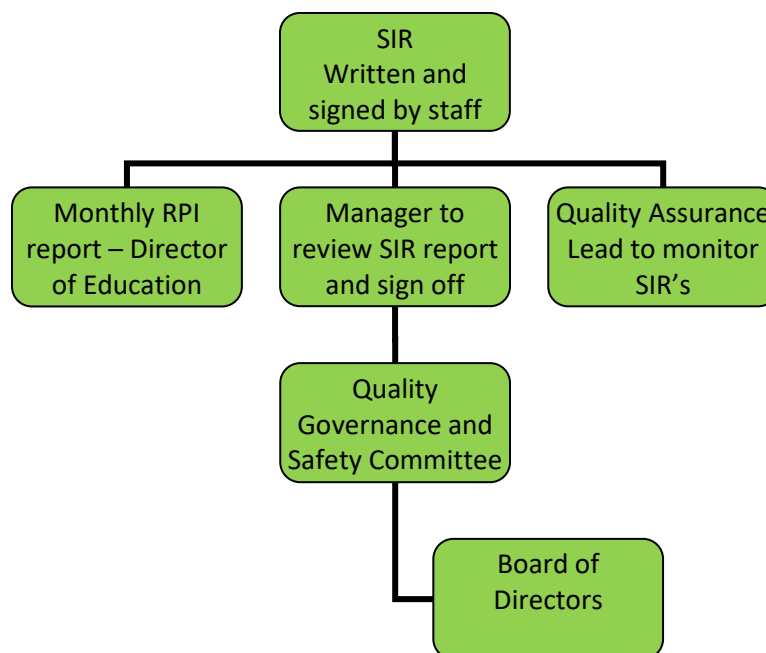 SIR
Written and
signed by staff
Monthly RPI
report – Director
of Education
Manager to
review SIR report
and sign off
Quality Assurance
Lead to monitor
SIR’s
Quality
Governance and
Safety Committee
Board of
Directors